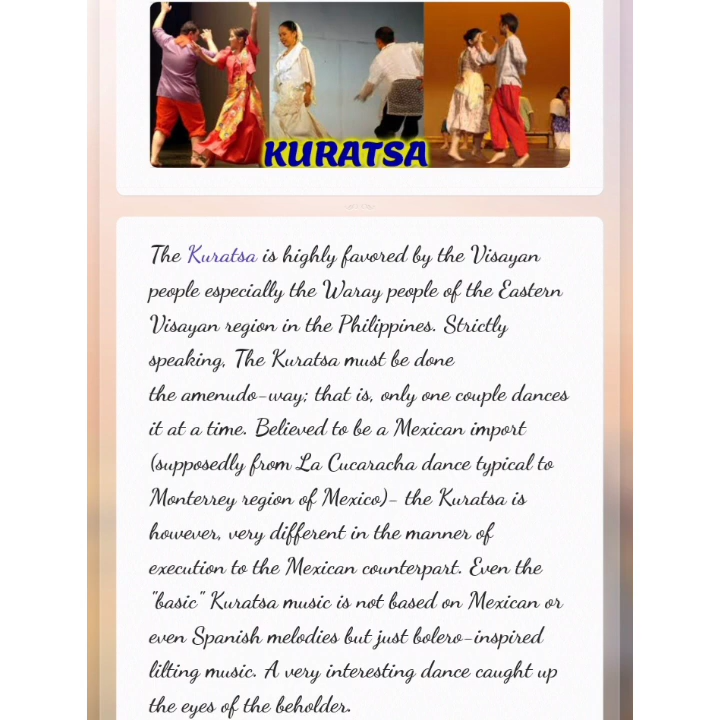 KURATSA
The Kuratsa is highly favored by the Visayan
people especially the Waray people of the Eastern
Visayan region in the Philippines. Strictly
speaking, The Kuratsa must be done
the amenudo-way; that is, only one couple dances
it at a time. Believed to be a Mexican import
(supposedly from La Cucaracha dance typical to
Monterrey region of Mexico)- the Kuratsa is
however, very different in the manner of
execution to the Mexican counterpart. Even the
"basic" Kuratsa music is not based on Mexican or
even Spanish melodies but just bolero-inspired
lilting music. A very interesting dance caught up
the eyes of the beholder.